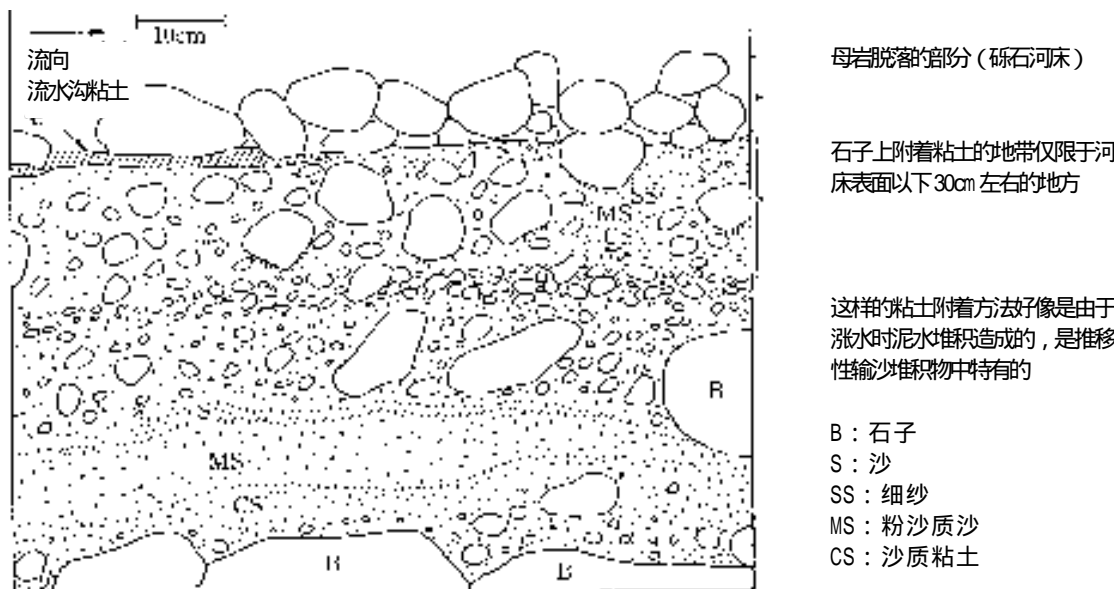 10cm
流向
流水沟粘土
SS
MS
S
B
S
MS
B
B
母岩脱落的部分（砾石河床）
石子上附着粘土的地带仅限于河
床表面以下30cm左右的地方
这样的粘土附着方法好像是由于
涨水时泥水堆积造成的，是推移
性输沙堆积物中特有的
B：石子
S：沙
SS：细纱
MS：粉沙质沙
CS：沙质粘土